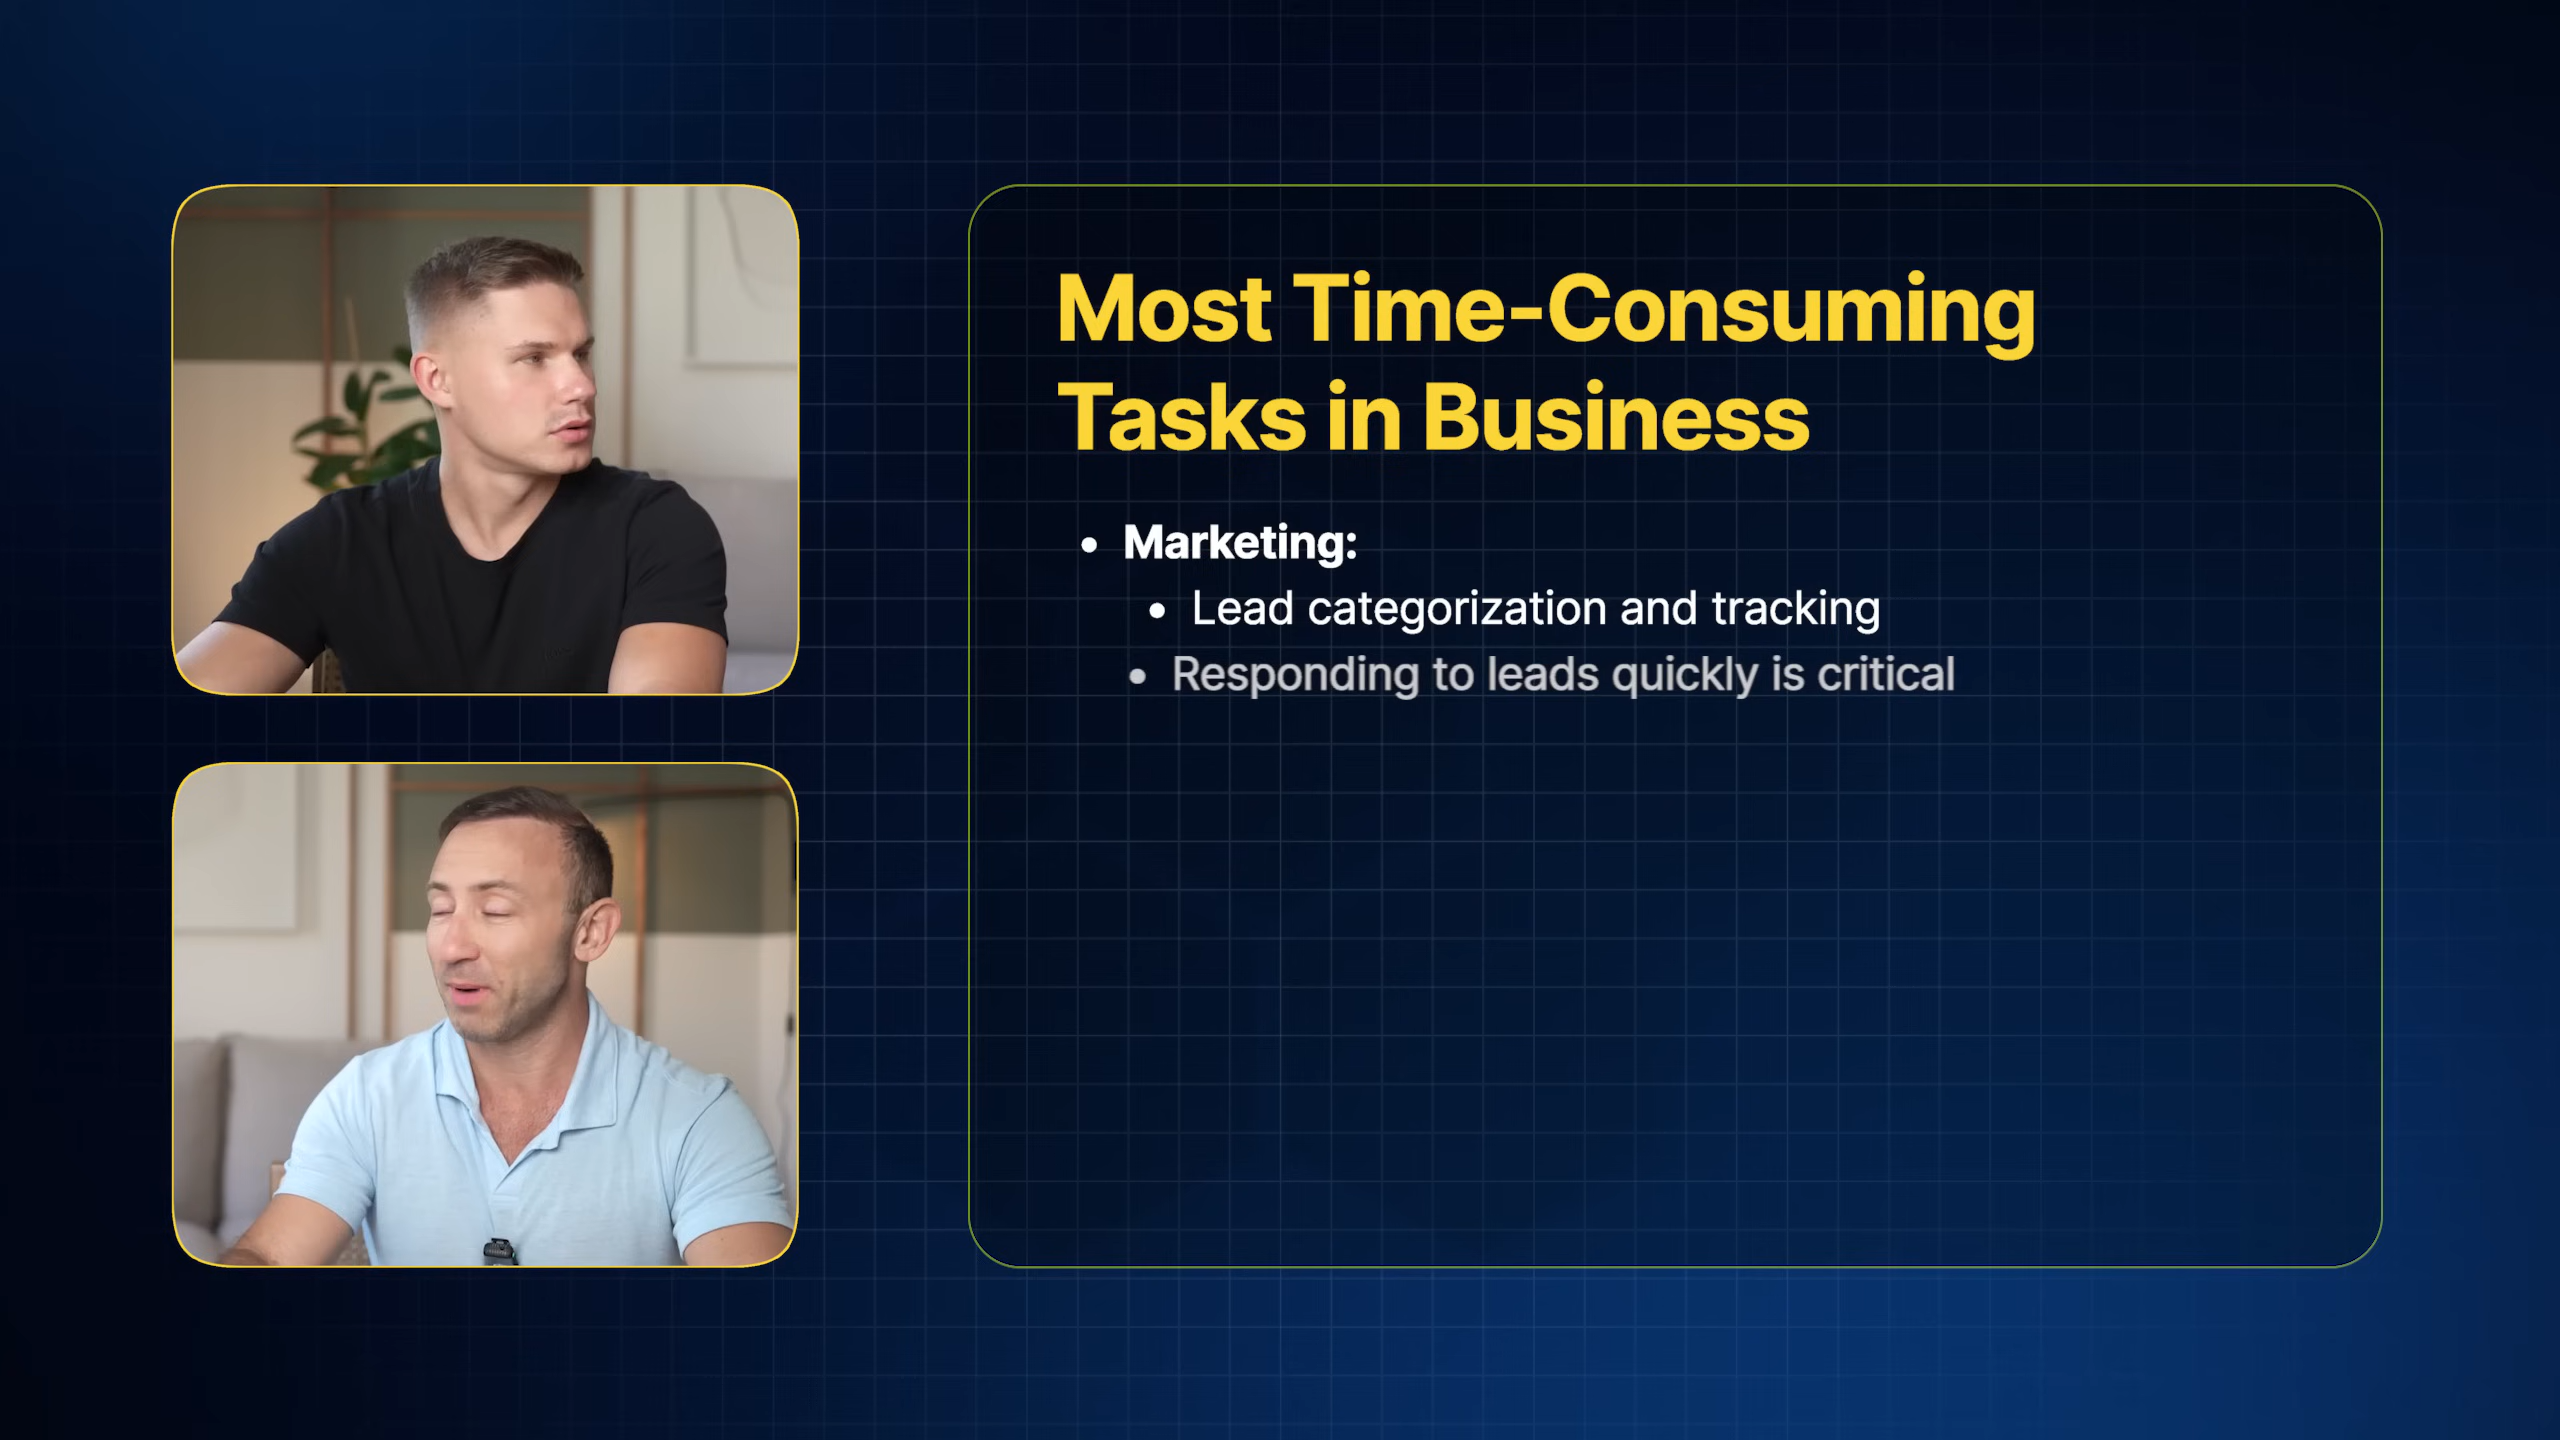 Most Time-Consuming
Tasks in Business
• Marketing:
• Lead categorization and tracking
• Responding to leads quickly is critical